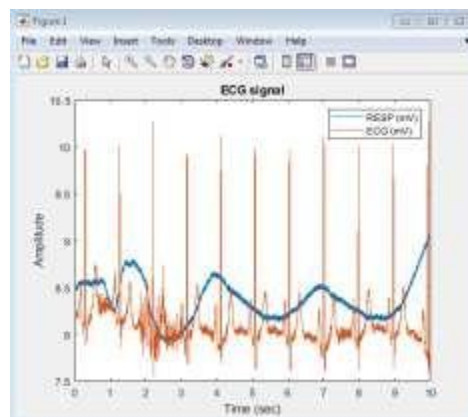 Figure 1
File Edit View Insert Tools Desktop Window Help
ECG signal
10.5
10
9.5
9
8.5
8
7.5
Amplitude
RESP (mV)
ECG (mV)
0 1 2 3 4 5 6 7 8 9 10
Time (sec)